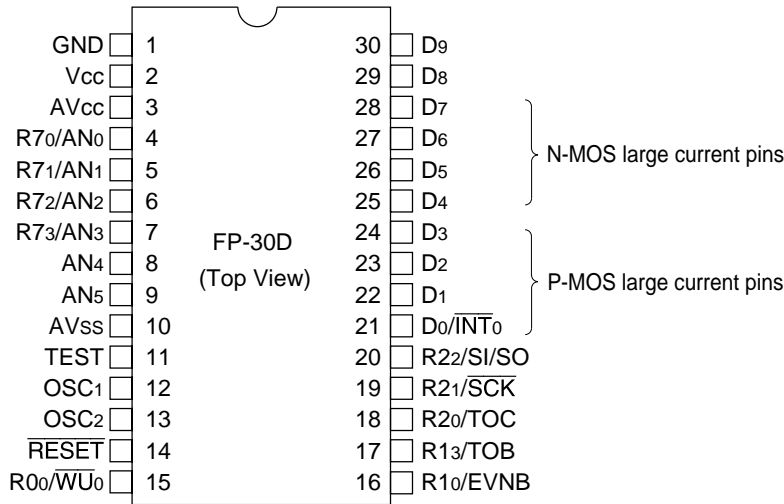 GND 1 30 D9
Vcc 2 29 D8
AVcc 3 28 D7
R70/AN0 4 27 D6
R71/AN1 5 26 D5
N-MOS large current pins
R72/AN2 6 25 D4
R73/AN3 7 24 D3
FP-30D
AN4 8 23 D2
(Top View)
P-MOS large current pins
AN5 9 22 D1
AVss 10 21 D0/I̅N̅T̅0
TEST 11 20 R22/SI/SO
OSC1 12 19 R21/S̅C̅K̅
OSC2 13 18 R20/TOC
R̅E̅S̅E̅T̅ 14 17 R13/TOB
R00/W̅U̅0 15 16 R10/EVNB